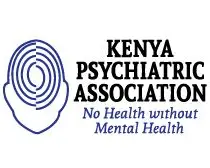 KENYA
PSYCHIATRIC
ASSOCIATION
No Health without
Mental Health